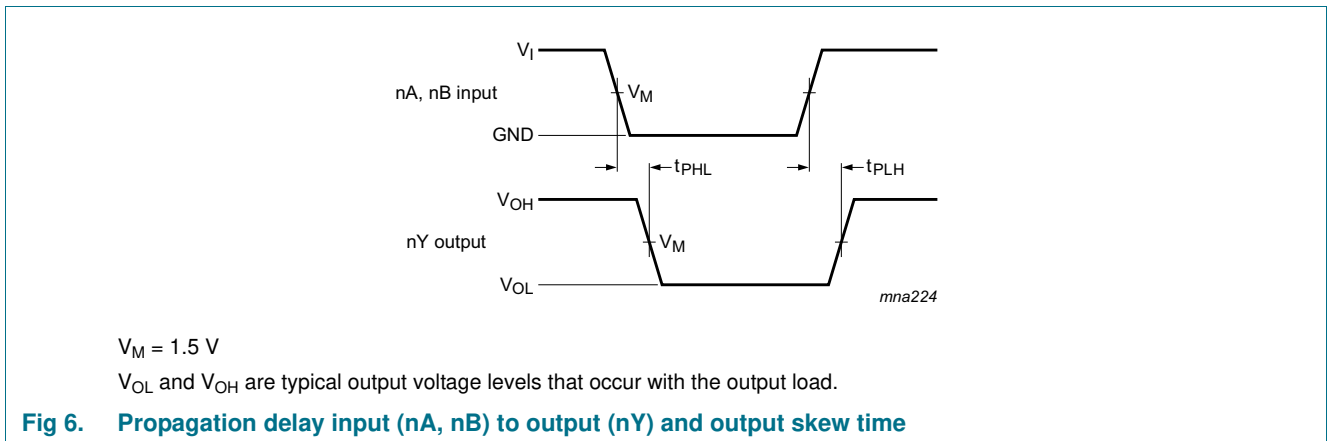 VI
nA, nB input
VM
GND
tPHL
tPLH
VOH
nY output
VM
VOL
mna224
VM = 1.5 V
VOL and VOH are typical output voltage levels that occur with the output load.
Fig 6. Propagation delay input (nA, nB) to output (nY) and output skew time